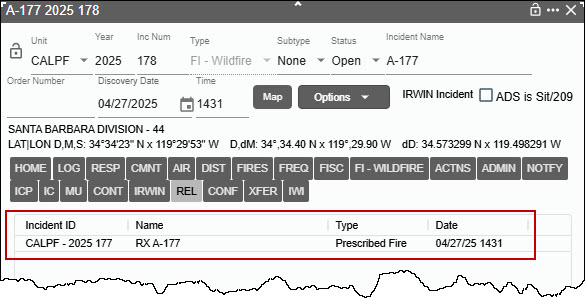 A-177 2025 178
Unit Year Inc Num Type Subtype Status Incident Name
CALPF 2025 178 FI - Wildfire None Open A-177
Order Number Discovery Date Time
04/27/2025 1431 Map Options IRWIN Incident ADS is Sit/209
SANTA BARBARA DIVISION - 44
LAT|LON D,M,S: 34°34'23" N x 119°29'53" W D,dM: 34°,34.40 N x 119°,29.90 W dD: 34.573299 N x 119.498291 W
HOME LOG RESP CMNT AIR DIST FIRES FREQ FISC FI - WILDFIRE ACTNS ADMIN NOTFY
ICP IC MU CONT IRWIN REL CONF XFER IWI
Incident ID Name Type Date
CALPF - 2025 177 RX A-177 Prescribed Fire 04/27/25 1431